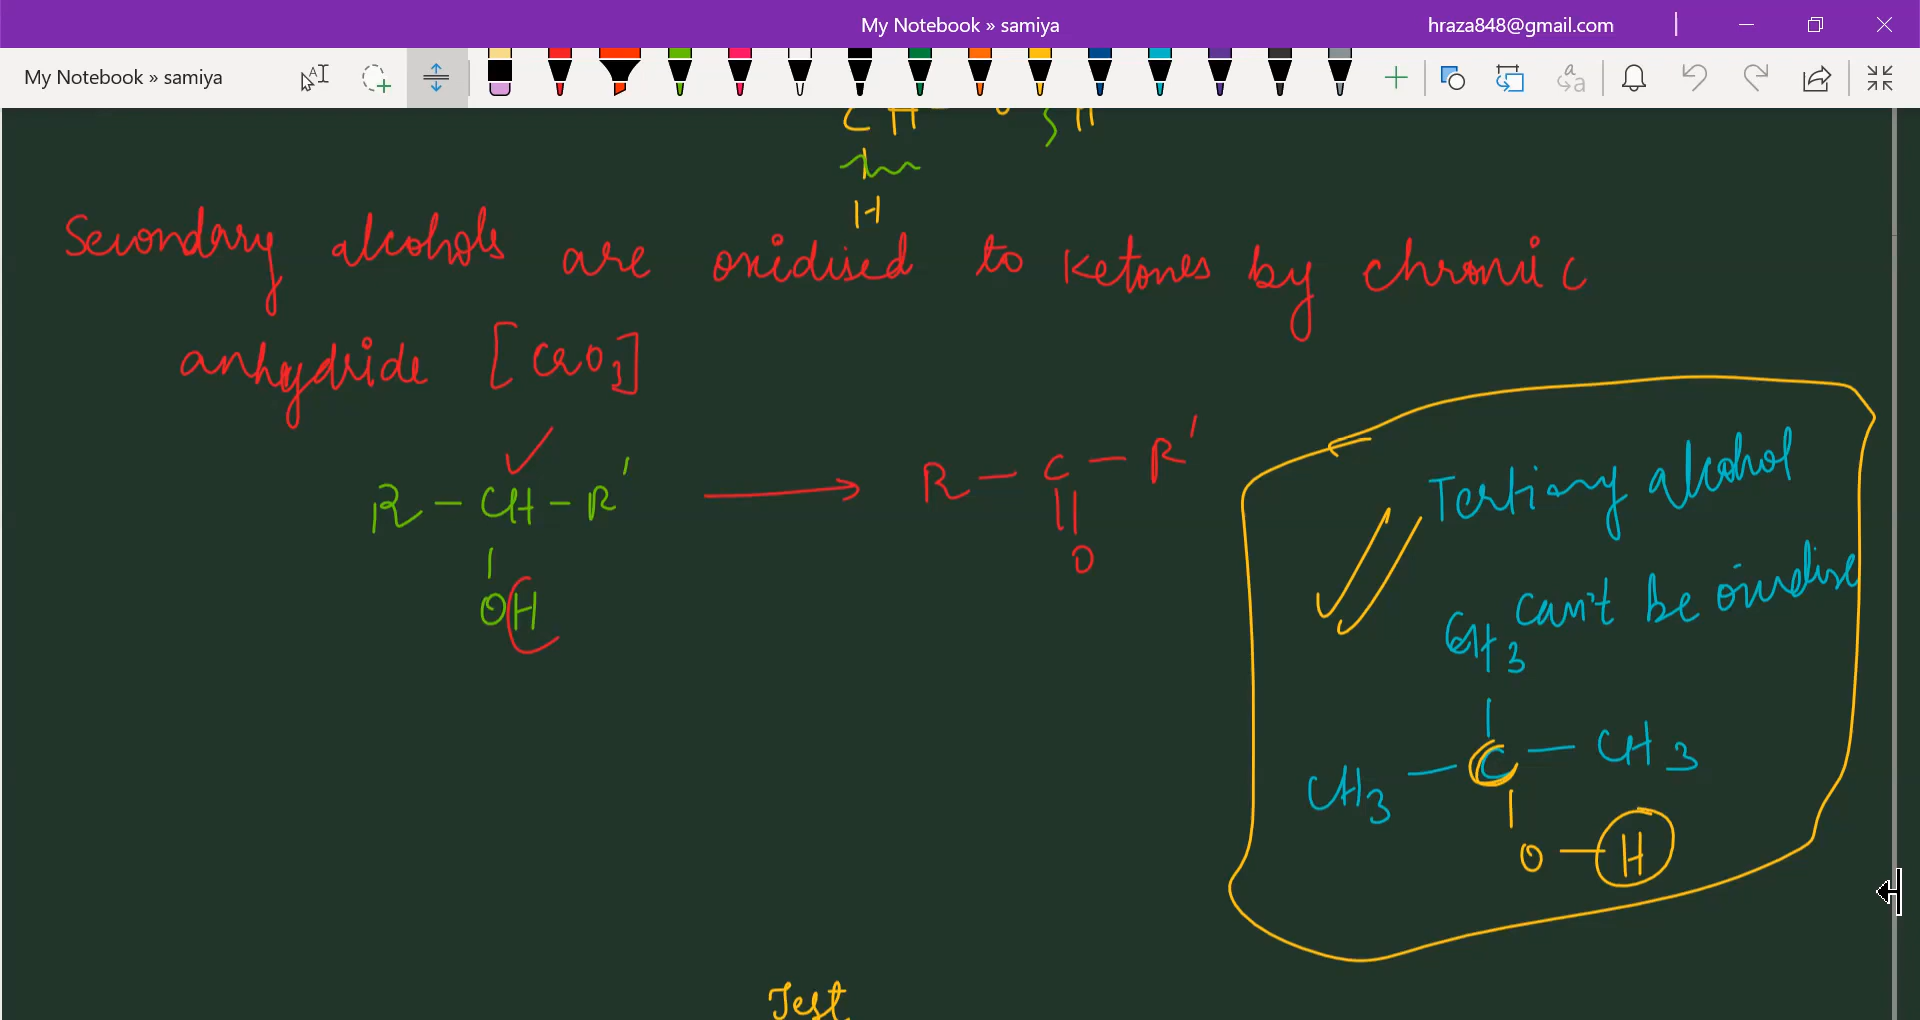 My Notebook » samiya
hraza848@gmail.com
My Notebook » samiya
CH - O H
H
Secondary alcohols are oxidised to Ketones by chromic
anhydride [CrO3]
R - CH - R'
OH
R - C - R'
O
Tertiary alcohol
can't be oxidise
CH3
CH3 - C - CH3
O - H
Test